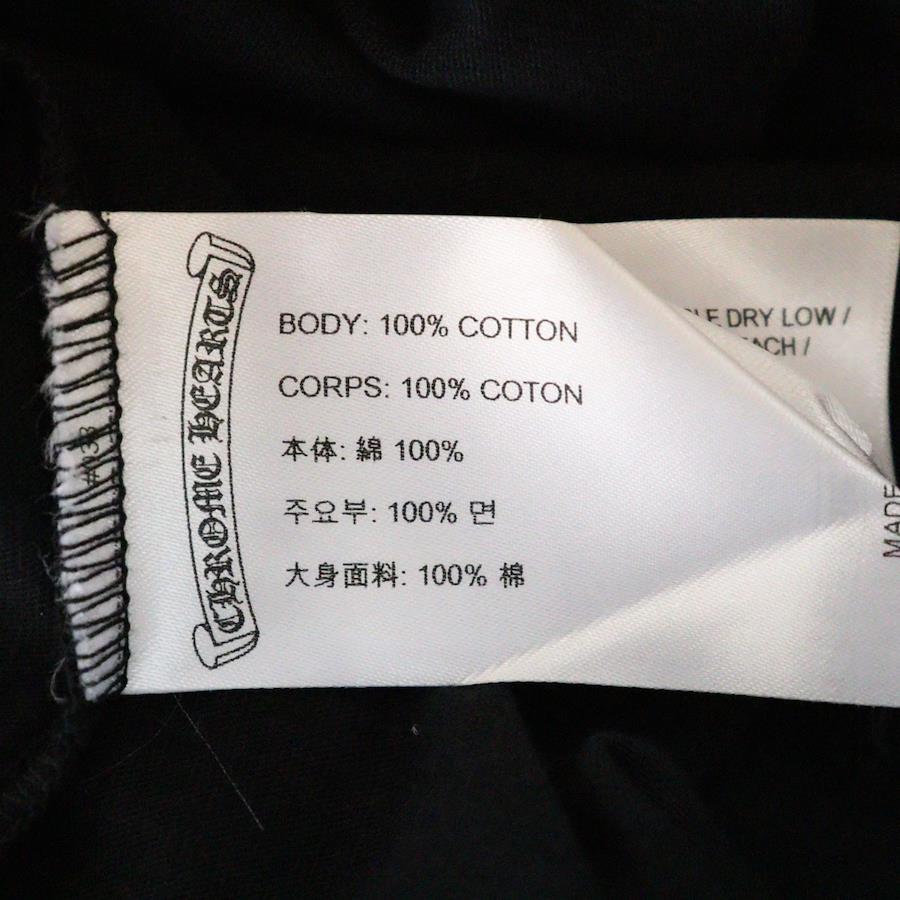 CHROME HEARTS
BODY: 100% COTTON
CORPS: 100% COTON
本体: 綿 100%
주요부: 100% 면
大身面料: 100% 棉
DRY LOW /
MADE